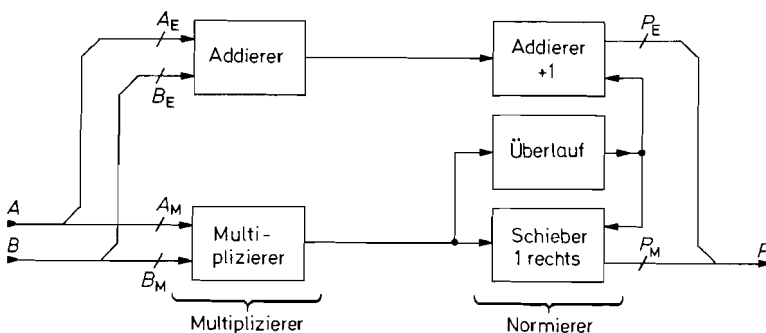 A_E
P_E
Addierer
Addierer
+1
B_E
Überlauf
A
A_M
B
Multi-
plizierer
Schieber
1 rechts
P_M
P
B_M
Multiplizierer
Normierer